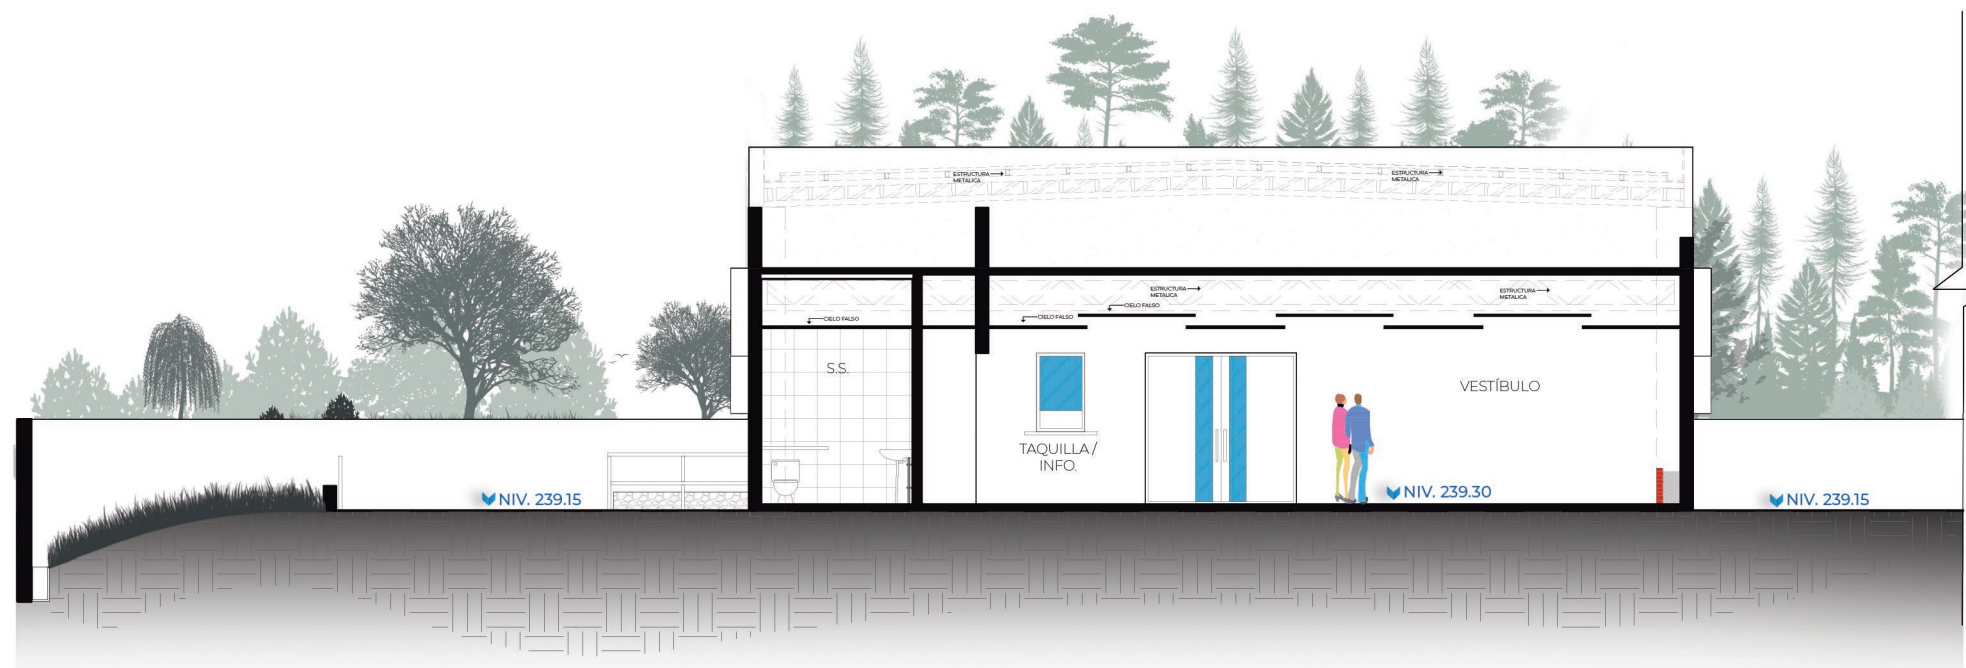 ESTRUCTURA
METALICA
ESTRUCTURA
METALICA
ESTRUCTURA
METALICA
ESTRUCTURA
METALICA
CIELO FALSO
CIELO FALSO
CIELO FALSO
S.S.
VESTÍBULO
TAQUILLA /
INFO.
NIV. 239.15
NIV. 239.30
NIV. 239.15